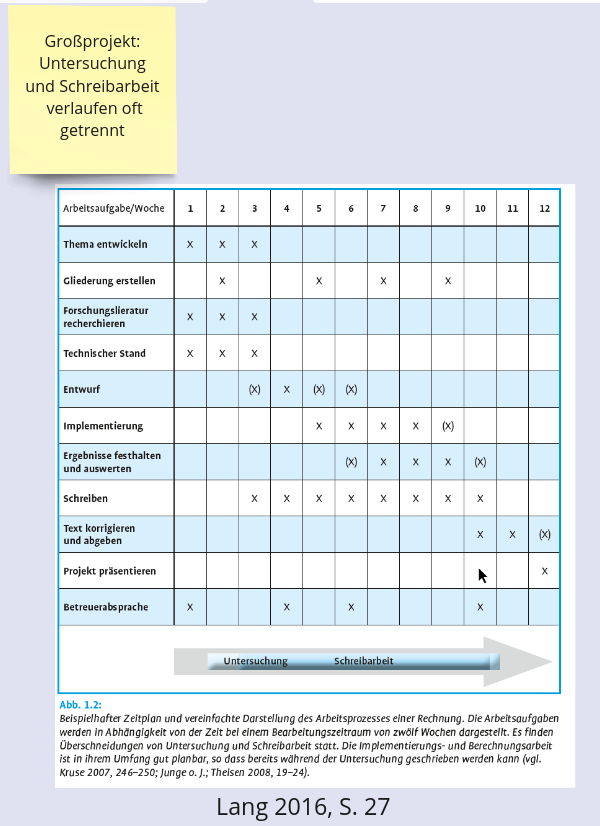 Großprojekt:
Untersuchung
und Schreibarbeit
verlaufen oft
getrennt
Arbeitsaufgabe/Woche 1 2 3 4 5 6 7 8 9 10 11 12
Thema entwickeln X X X
Gliederung erstellen X X X X
Forschungslieratur
recherchieren X X X
Technischer Stand X X X
Entwurf (X) X (X) (X)
Implementierung X X X X (X)
Ergebnisse festhalten
und auswerten (X) X X X (X)
Schreiben X X X X X X X X
Text korrigieren
und abgeben X X (X)
Projekt präsentieren X
Betreuerabsprache X X X X
Untersuchung Schreibarbeit
Abb. 1.2:
Beispielhafter Zeitplan und vereinfachte Darstellung des Arbeitsprozesses einer Rechnung. Die Arbeitsaufgaben
werden in Abhängigkeit von der Zeit bei einem Bearbeitungszeitraum von zwölf Wochen dargestellt. Es finden
Überschneidungen von Untersuchung und Schreibarbeit statt. Die Implementierungs- und Berechnungsarbeit
ist in ihrem Umfang gut planbar, so dass bereits während der Untersuchung geschrieben werden kann (vgl.
Kruse 2007, 246–250; Junge o. J.; Theisen 2008, 19–24).
Lang 2016, S. 27